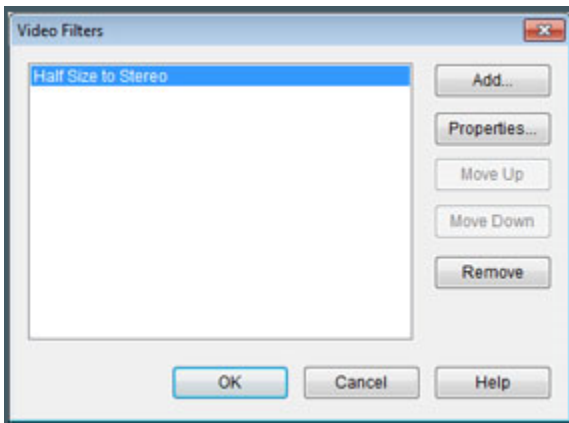 Video Filters
Half Size to Stereo
Add...
Properties...
Move Up
Move Down
Remove
OK
Cancel
Help